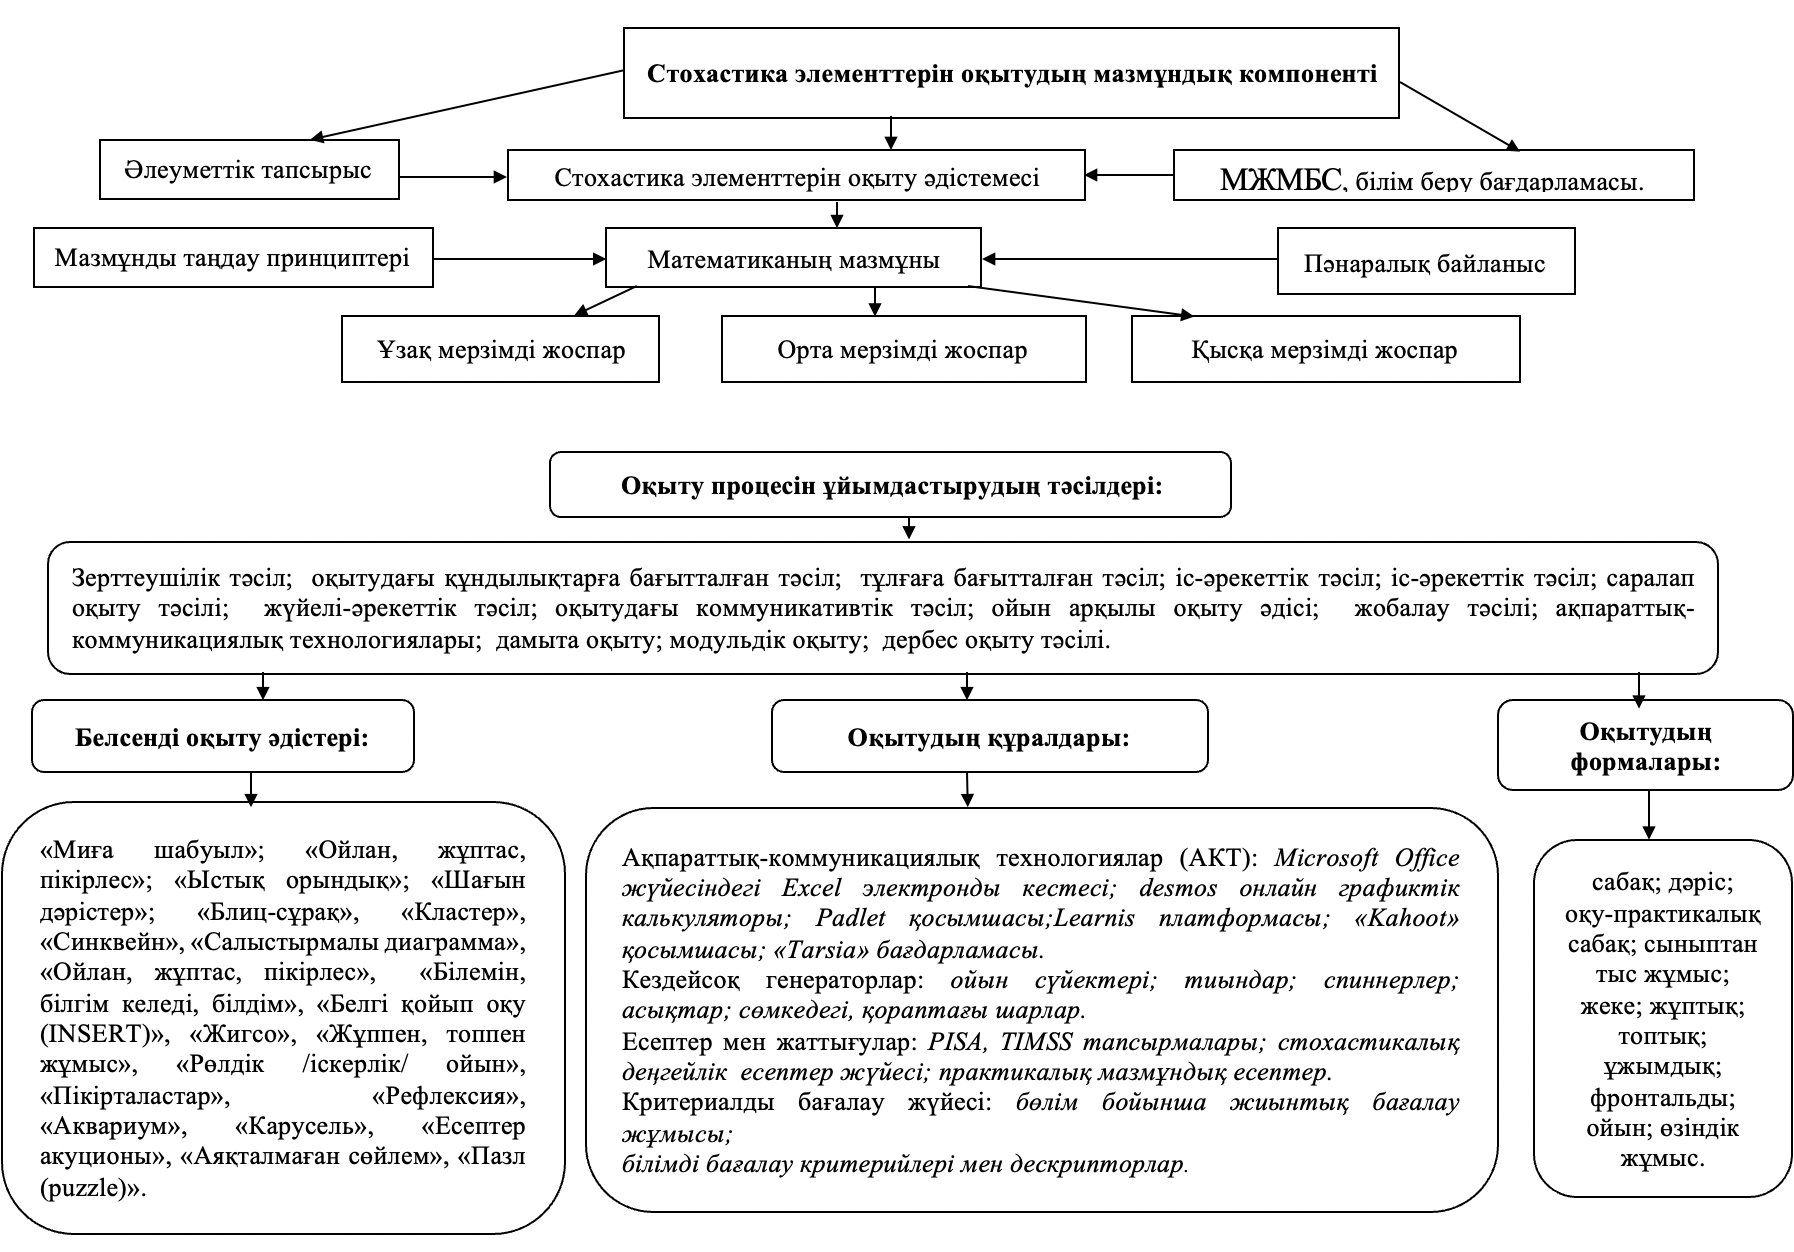 Стохастика элементтерін оқытудың мазмұндық компоненті
Әлеуметтік тапсырыс
Стохастика элементтерін оқыту әдістемесі
МЖМБС, білім беру бағдарламасы.
Мазмұнды таңдау принциптері
Математиканың мазмұны
Пәнаралық байланыс
Ұзақ мерзімді жоспар
Орта мерзімді жоспар
Қысқа мерзімді жоспар
Оқыту процесін ұйымдастырудың тәсілдері:
Зерттеушілік тәсіл; оқытудағы құндылықтарға бағытталған тәсіл; тұлғаға бағытталған тәсіл; іс-әрекеттік тәсіл; іс-әрекеттік тәсіл; саралап
оқыту тәсілі; жүйелі-әрекеттік тәсіл; оқытудағы коммуникативтік тәсіл; ойын арқылы оқыту әдісі; жобалау тәсілі; ақпараттық-
коммуникациялық технологиялары; дамыта оқыту; модульдік оқыту; дербес оқыту тәсілі.
Белсенді оқыту әдістері:
«Миға шабуыл»; «Ойлан, жұптас,
пікірлес»; «Ыстық орындық»; «Шағын
дәрістер»; «Блиц-сұрақ», «Кластер»,
«Синквейн», «Салыстырмалы диаграмма»,
«Ойлан, жұптас, пікірлес», «Білемін,
білгім келеді, білдім», «Белгі қойып оқу
(INSERT)», «Жигсо», «Жұппен, топпен
жұмыс», «Рөлдік /іскерлік/ ойын»,
«Пікірталастар», «Рефлексия»,
«Аквариум», «Карусель», «Есептер
акуционы», «Аяқталмаған сөйлем», «Пазл
(puzzle)».
Оқытудың құралдары:
Ақпараттық-коммуникациялық технологиялар (АКТ): Microsoft Office
жүйесіндегі Excel электронды кестесі; desmos онлайн графиктік
калькуляторы; Padlet қосымшасы;Learnis платформасы; «Kahoot»
қосымшасы; «Tarsia» бағдарламасы.
Кездейсоқ генераторлар: ойын сүйектері; тиындар; спиннерлер;
асықтар; сөмкедегі, қораптағы шарлар.
Есептер мен жаттығулар: PISA, TIMSS тапсырмалары; стохастикалық
деңгейлік есептер жүйесі; практикалық мазмұндық есептер.
Критериалды бағалау жүйесі: бөлім бойынша жиынтық бағалау
жұмысы;
білімді бағалау критерийлері мен дескрипторлар.
Оқытудың
формалары:
сабақ; дәріс;
оқу-практикалық
сабақ; сыныптан
тыс жұмыс;
жеке; жұптық;
топтық;
ұжымдық;
фронтальды;
ойын; өзіндік
жұмыс.